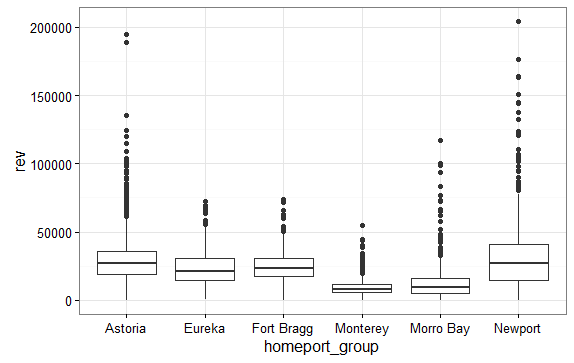 rev
200000
150000
100000
50000
0
Astoria Eureka Fort Bragg Monterey Morro Bay Newport
homeport_group